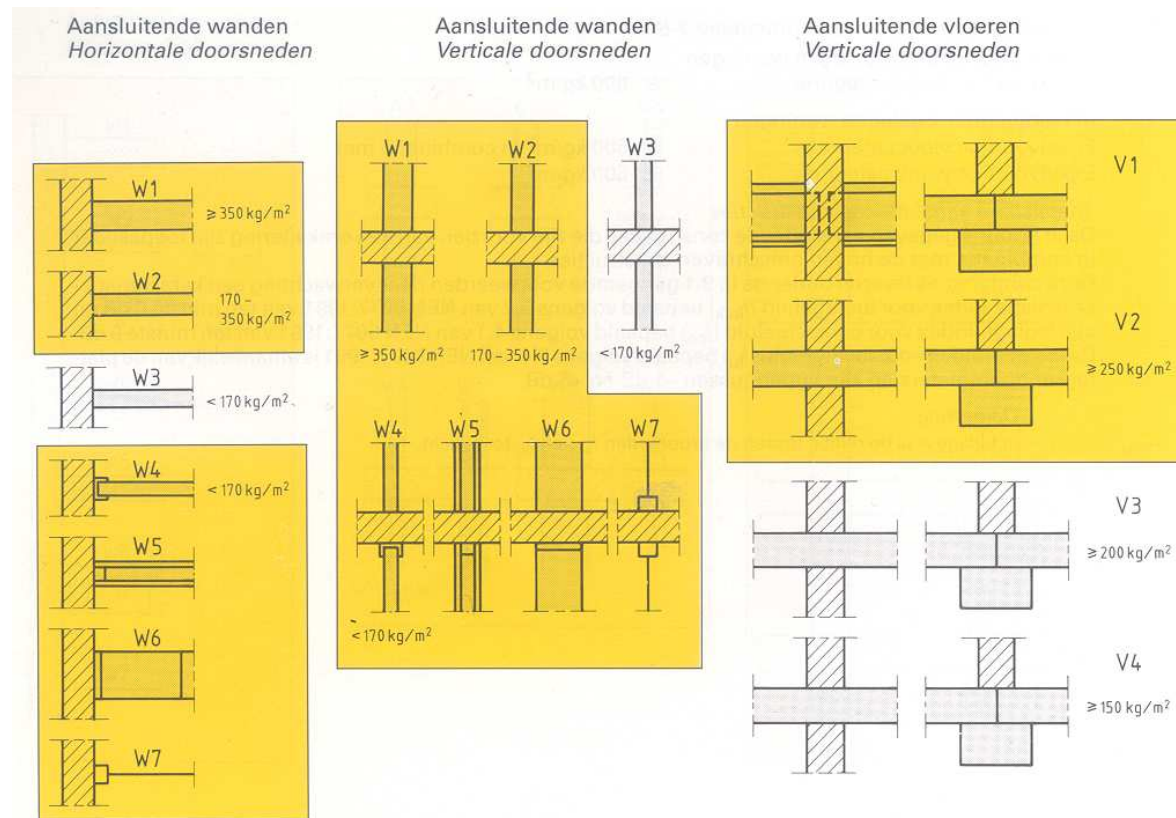 Aansluitende wanden
Horizontale doorsneden
W1
≥ 350 kg/m²
W2
170 –
350 kg/m²
W3
< 170 kg/m²
W4
< 170 kg/m²
W5
W6
W7
Aansluitende wanden
Verticale doorsneden
W1
W2
W3
≥ 350 kg/m²
170 – 350 kg/m²
< 170 kg/m²
W4
W5
W6
W7
< 170 kg/m²
Aansluitende vloeren
Verticale doorsneden
V1
V2
≥ 250 kg/m²
V3
≥ 200 kg/m²
V4
≥ 150 kg/m²